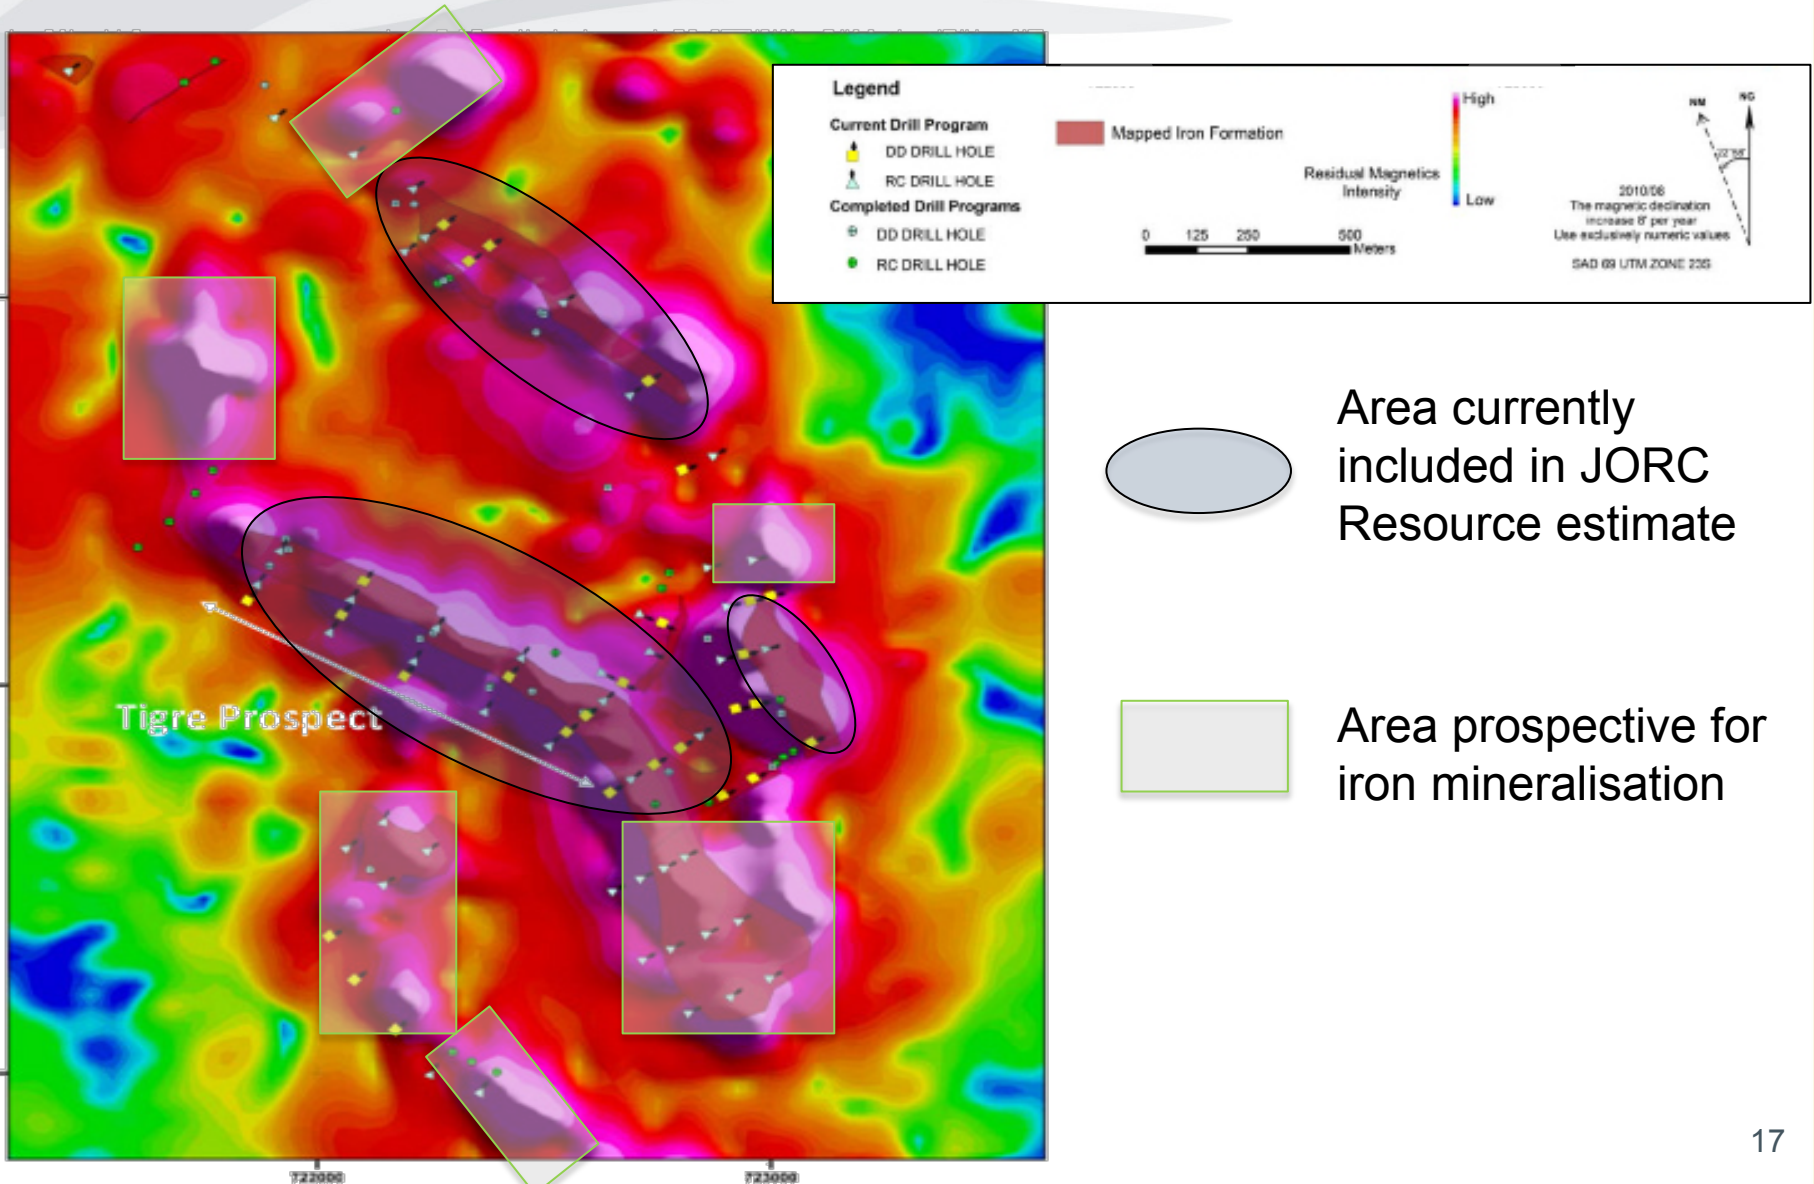 Legend
Current Drill Program
DD DRILL HOLE
RC DRILL HOLE
Completed Drill Programs
DD DRILL HOLE
RC DRILL HOLE
Mapped Iron Formation
0 125 250 500
Meters
Residual Magnetics
Intensity
High
Low
NM NG
2010/08
The magnetic declination
increase 8' per year
Use exclusively numeric values
SAD 69 UTM ZONE 23S
Area currently
included in JORC
Resource estimate
Tigre Prospect
Area prospective for
iron mineralisation
722000 723000
17